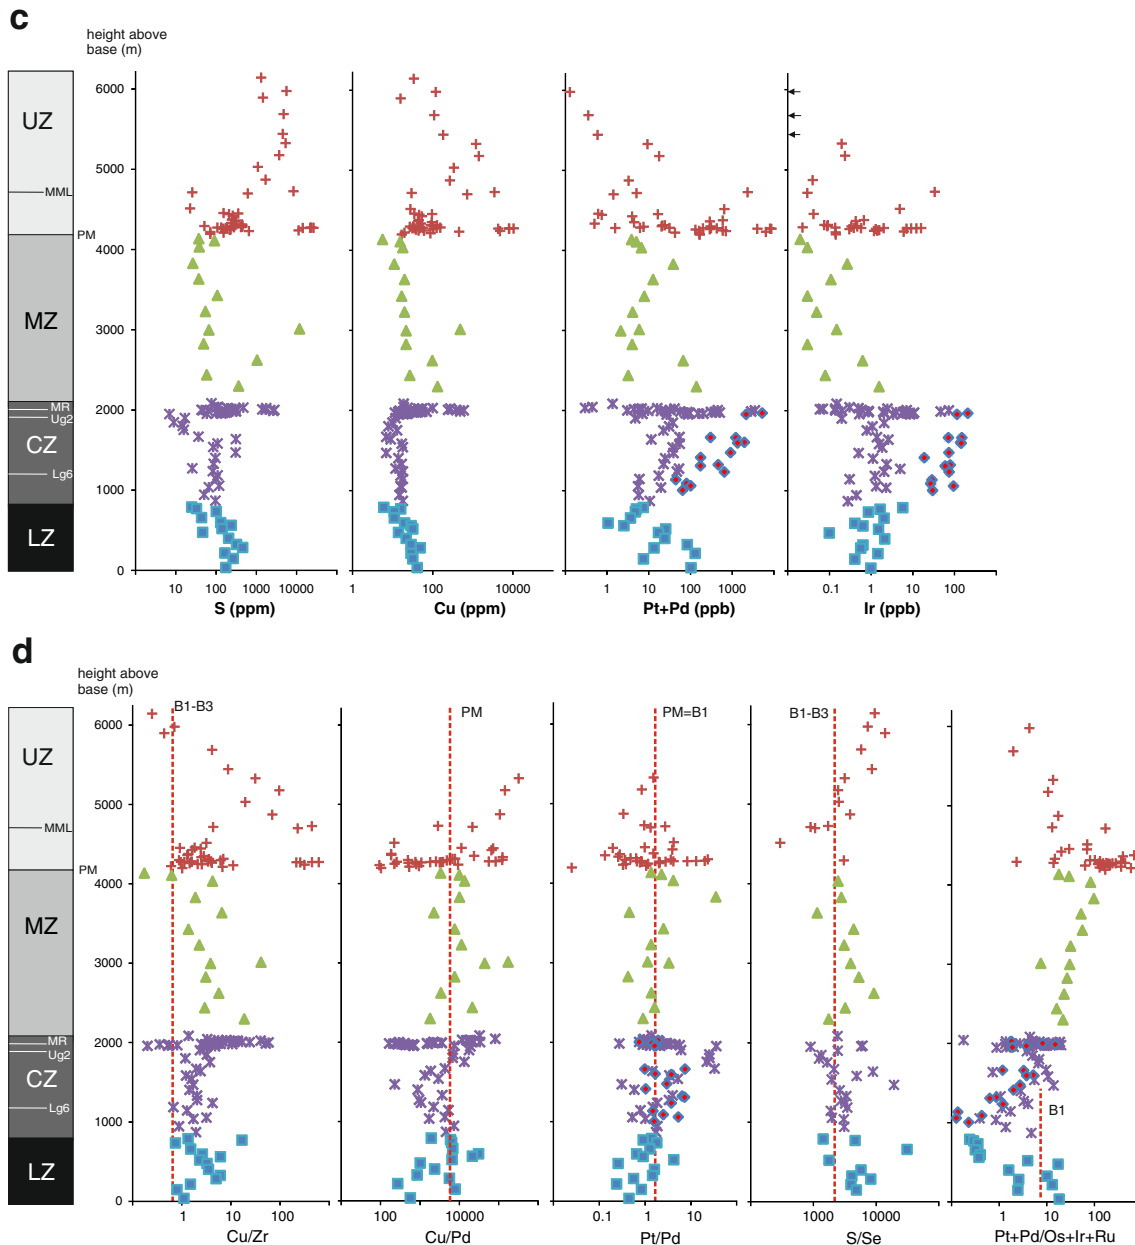 c
height above
base (m)
UZ
MML
PM
MZ
MR
Ug2
CZ
Lg6
LZ
6000
5000
4000
3000
2000
1000
0
10 100 1000 10000
S (ppm)
1 100 10000
Cu (ppm)
0.1 1 10 100 1000
Pt+Pd (ppb)
0.1 1 10 100
Ir (ppb)
d
height above
base (m)
UZ
MML
PM
MZ
MR
Ug2
CZ
Lg6
LZ
6000
5000
4000
3000
2000
1000
0
B1-B3
1 10 100
Cu/Zr
PM
100 10000
Cu/Pd
PM=B1
0.1 1 10 100
Pt/Pd
B1-B3
1000 10000
S/Se
B1
1 10 100
Pt+Pd/Os+Ir+Ru